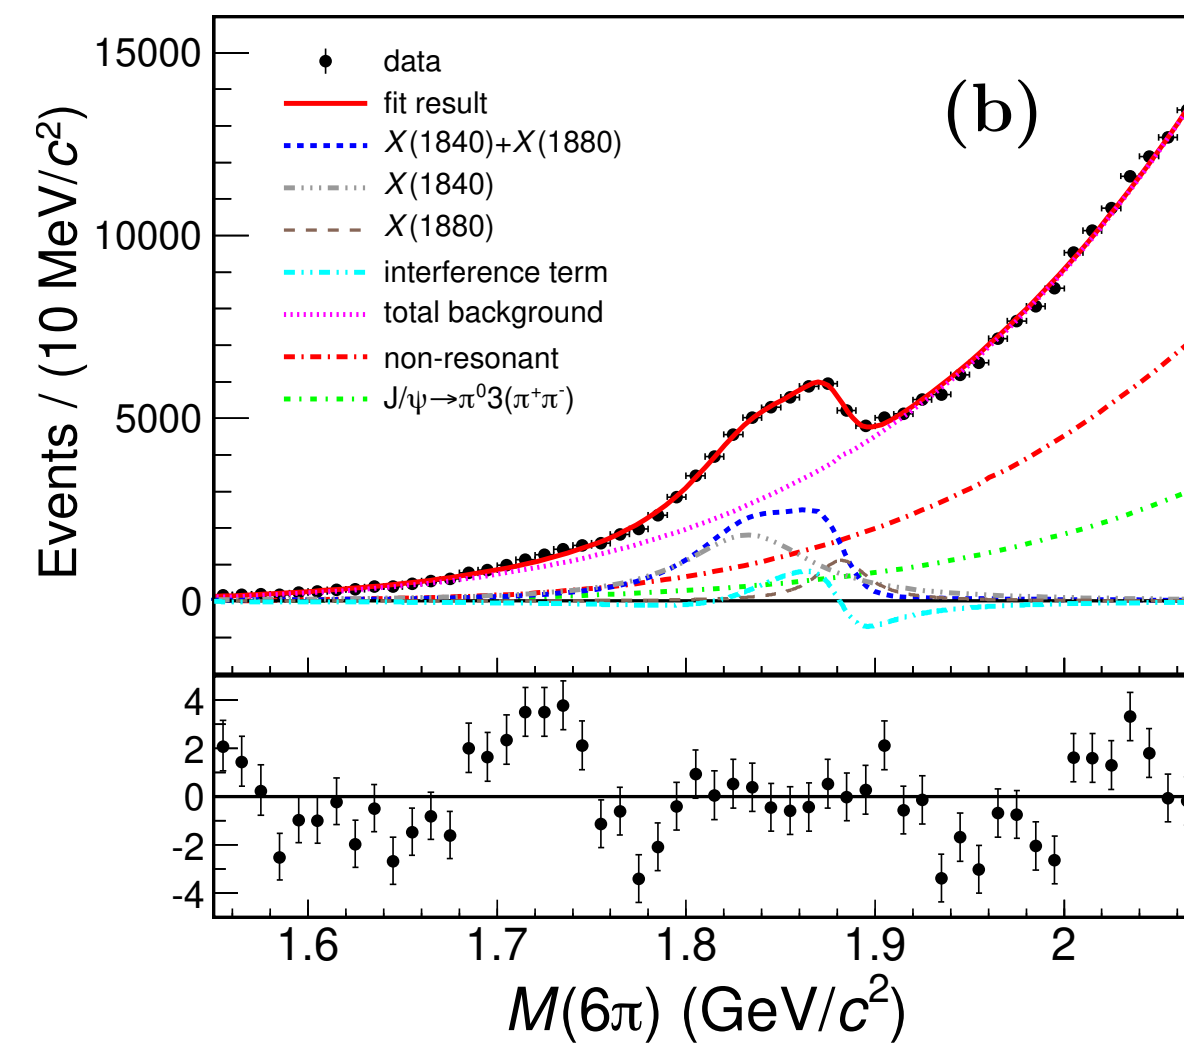 15000
10000
5000
0
Events / (10 MeV/c²)
data
fit result
X(1840)+X(1880)
X(1840)
X(1880)
interference term
total background
non-resonant
J/ψ→π⁰3(π⁺π⁻)
(b)
4
2
0
-2
-4
1.6 1.7 1.8 1.9 2
M(6π) (GeV/c²)